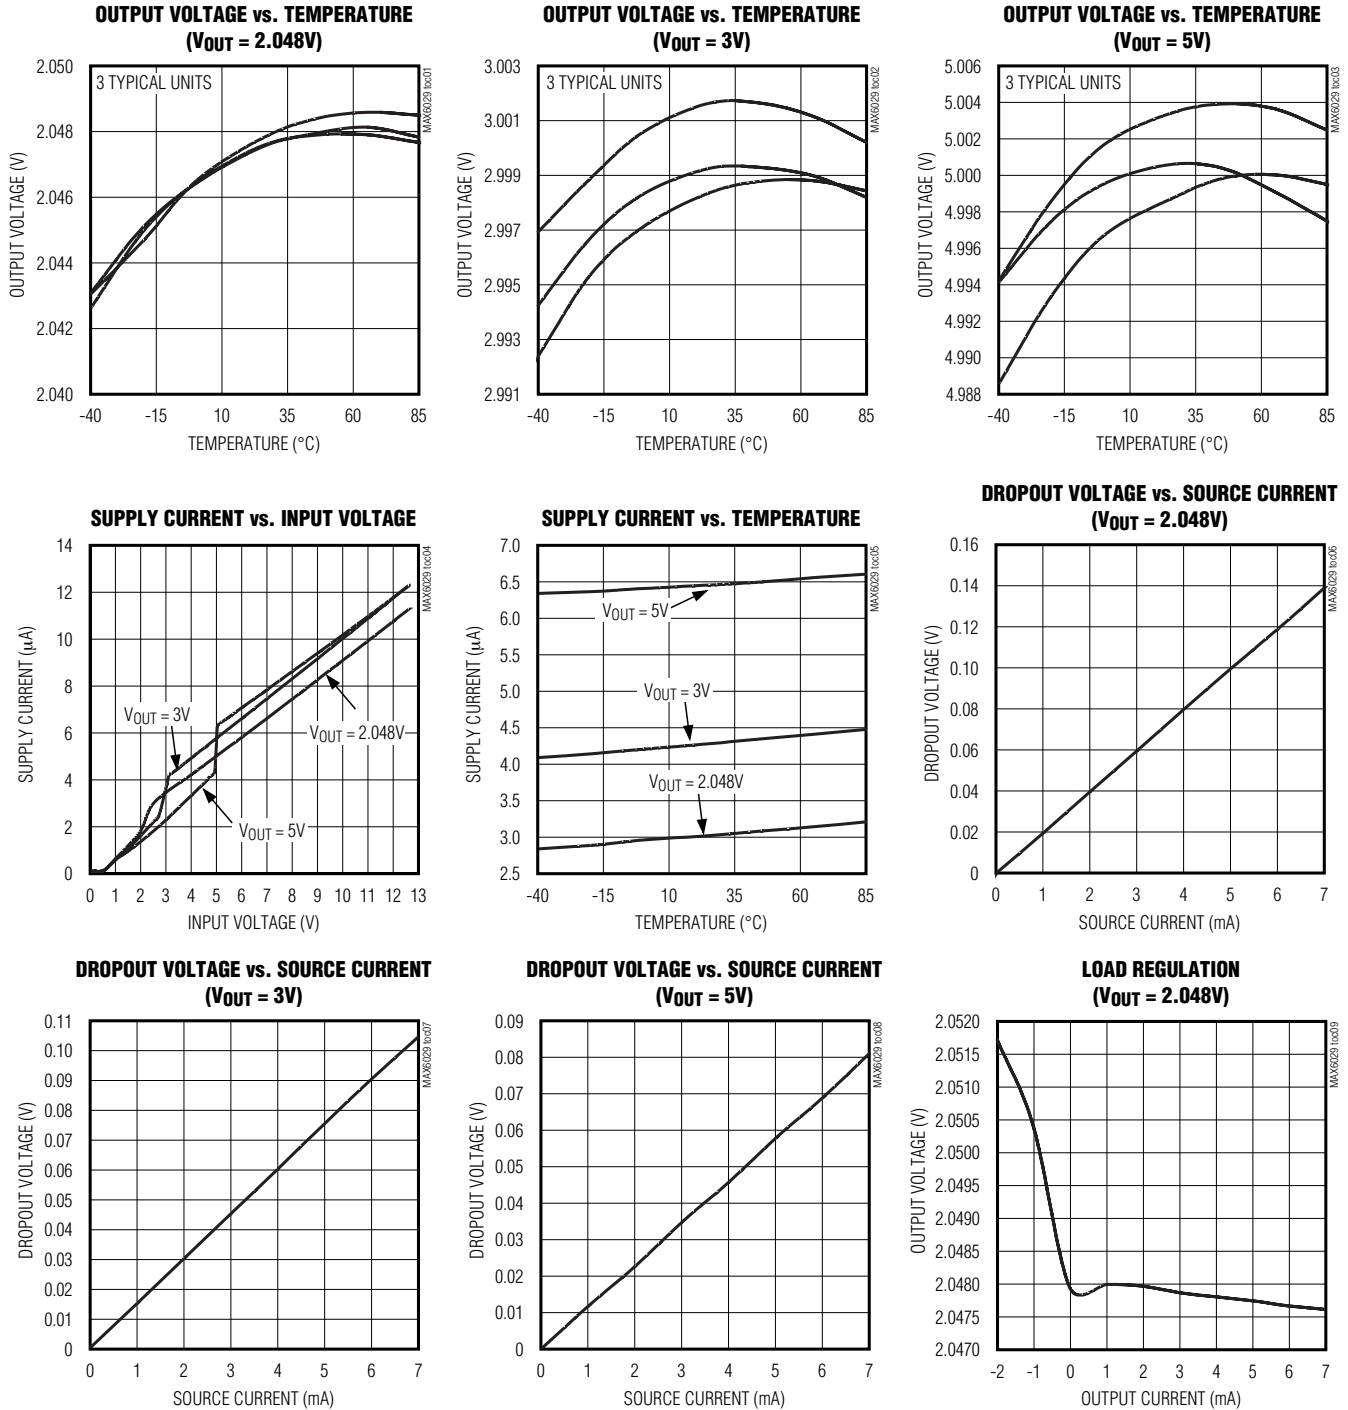 OUTPUT VOLTAGE vs. TEMPERATURE
(VOUT = 2.048V)
3 TYPICAL UNITS
MAX6029 toc01
2.050
2.048
2.046
2.044
2.042
2.040
OUTPUT VOLTAGE (V)
-40 -15 10 35 60 85
TEMPERATURE (°C)
OUTPUT VOLTAGE vs. TEMPERATURE
(VOUT = 3V)
3 TYPICAL UNITS
MAX6029 toc02
3.003
3.001
2.999
2.997
2.995
2.993
2.991
OUTPUT VOLTAGE (V)
-40 -15 10 35 60 85
TEMPERATURE (°C)
OUTPUT VOLTAGE vs. TEMPERATURE
(VOUT = 5V)
3 TYPICAL UNITS
MAX6029 toc03
5.006
5.004
5.002
5.000
4.998
4.996
4.994
4.992
4.990
4.988
OUTPUT VOLTAGE (V)
-40 -15 10 35 60 85
TEMPERATURE (°C)
SUPPLY CURRENT vs. INPUT VOLTAGE
MAX6029 toc04
14
12
10
8
6
4
2
0
SUPPLY CURRENT (µA)
VOUT = 3V
VOUT = 2.048V
VOUT = 5V
0 1 2 3 4 5 6 7 8 9 10 11 12 13
INPUT VOLTAGE (V)
SUPPLY CURRENT vs. TEMPERATURE
MAX6029 toc05
7.0
6.5
6.0
5.5
5.0
4.5
4.0
3.5
3.0
2.5
SUPPLY CURRENT (µA)
VOUT = 5V
VOUT = 3V
VOUT = 2.048V
-40 -15 10 35 60 85
TEMPERATURE (°C)
DROPOUT VOLTAGE vs. SOURCE CURRENT
(VOUT = 2.048V)
MAX6029 toc06
0.16
0.14
0.12
0.10
0.08
0.06
0.04
0.02
0
DROPOUT VOLTAGE (V)
0 1 2 3 4 5 6 7
SOURCE CURRENT (mA)
DROPOUT VOLTAGE vs. SOURCE CURRENT
(VOUT = 3V)
MAX6029 toc07
0.11
0.10
0.09
0.08
0.07
0.06
0.05
0.04
0.03
0.02
0.01
0
DROPOUT VOLTAGE (V)
0 1 2 3 4 5 6 7
SOURCE CURRENT (mA)
DROPOUT VOLTAGE vs. SOURCE CURRENT
(VOUT = 5V)
MAX6029 toc08
0.09
0.08
0.07
0.06
0.05
0.04
0.03
0.02
0.01
0
DROPOUT VOLTAGE (V)
0 1 2 3 4 5 6 7
SOURCE CURRENT (mA)
LOAD REGULATION
(VOUT = 2.048V)
MAX6029 toc09
2.0520
2.0515
2.0510
2.0505
2.0500
2.0495
2.0490
2.0485
2.0480
2.0475
2.0470
OUTPUT VOLTAGE (V)
-2 -1 0 1 2 3 4 5 6 7
OUTPUT CURRENT (mA)